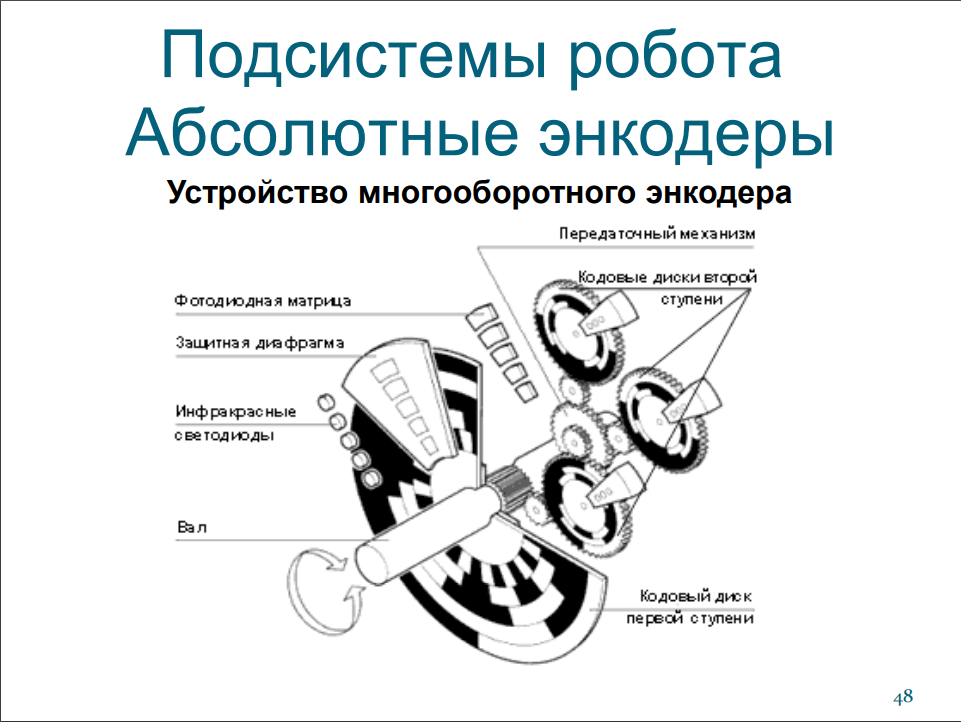 Подсистемы робота
Абсолютные энкодеры
Устройство многооборотного энкодера
Передаточный механизм
Кодовые диски второй
ступени
Фотодиодная матрица
Защитная диафрагма
Инфракрасные
светодиоды
Вал
Кодовый диск
первой ступени
48